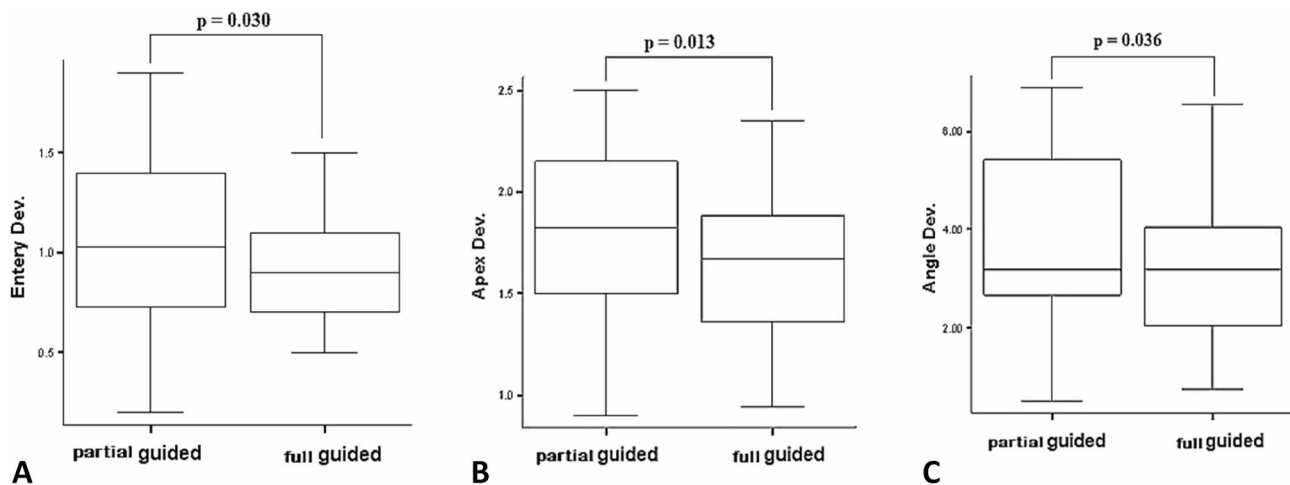 p = 0.030
Entery Dev.
1.5
1.0
0.5
partial guided
full guided
A
p = 0.013
Apex Dev.
2.5
2.0
1.5
1.0
partial guided
full guided
B
p = 0.036
Angle Dev.
6.00
4.00
2.00
partial guided
full guided
C